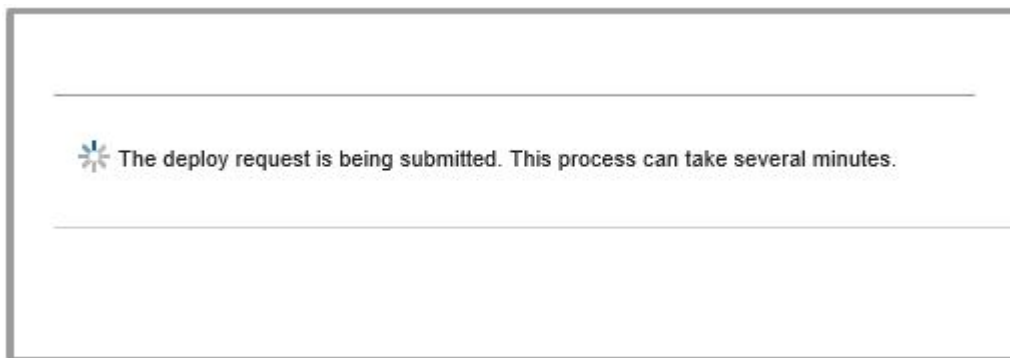 The deploy request is being submitted. This process can take several minutes.